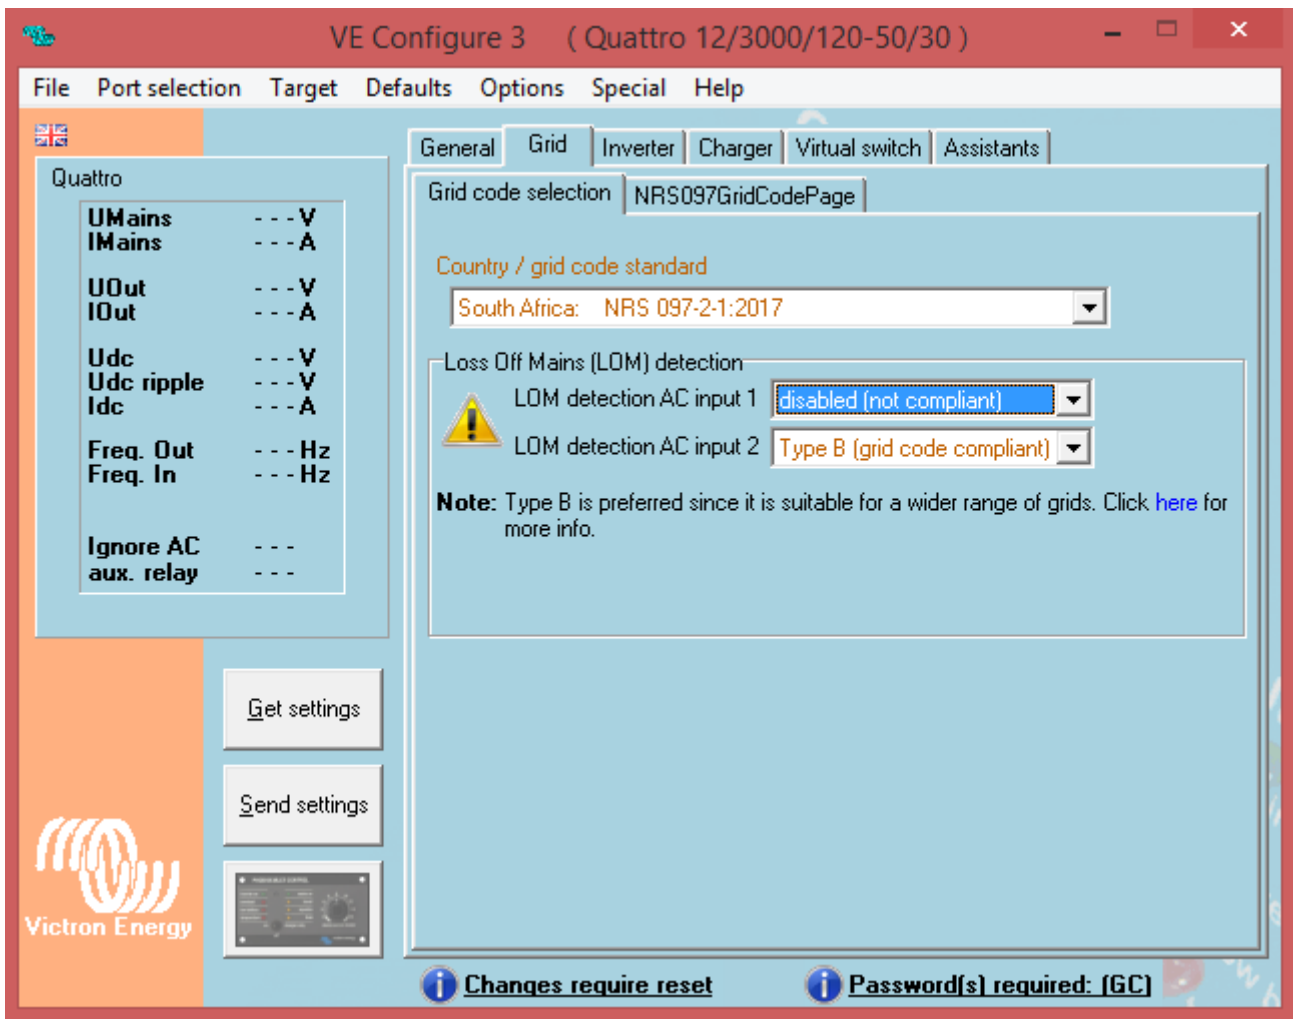 VE Configure 3 ( Quattro 12/3000/120-50/30 )
File Port selection Target Defaults Options Special Help
General Grid Inverter Charger Virtual switch Assistants
Quattro
UMains - - - V
IMains - - - A
UOut - - - V
IOut - - - A
Udc - - - V
Udc ripple - - - V
Idc - - - A
Freq. Out - - - Hz
Freq. In - - - Hz
Ignore AC - - -
aux. relay - - -
Grid code selection NRS097GridCodePage
Country / grid code standard
South Africa: NRS 097-2-1:2017
Loss Off Mains (LOM) detection
LOM detection AC input 1 disabled (not compliant)
LOM detection AC input 2 Type B (grid code compliant)
Note: Type B is preferred since it is suitable for a wider range of grids. Click here for
more info.
Get settings
Send settings
Victron Energy
Changes require reset Password(s) required: (GC)